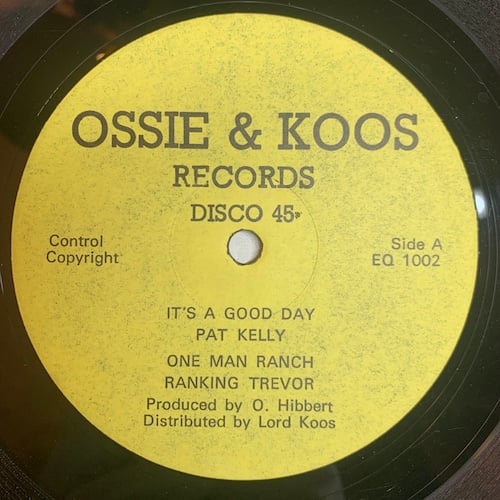 OSSIE & KOOS
RECORDS
DISCO 45
Control Copyright
Side A
EQ 1002
IT'S A GOOD DAY
PAT KELLY
ONE MAN RANCH
RANKING TREVOR
Produced by O. Hibbert
Distributed by Lord Koos